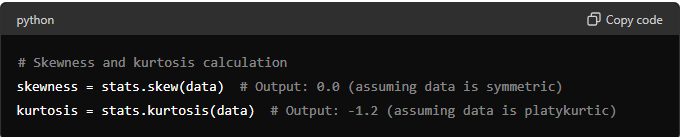 python
Copy code
# Skewness and kurtosis calculation
skewness = stats.skew(data)  # Output: 0.0 (assuming data is symmetric)
kurtosis = stats.kurtosis(data)  # Output: -1.2 (assuming data is platykurtic)